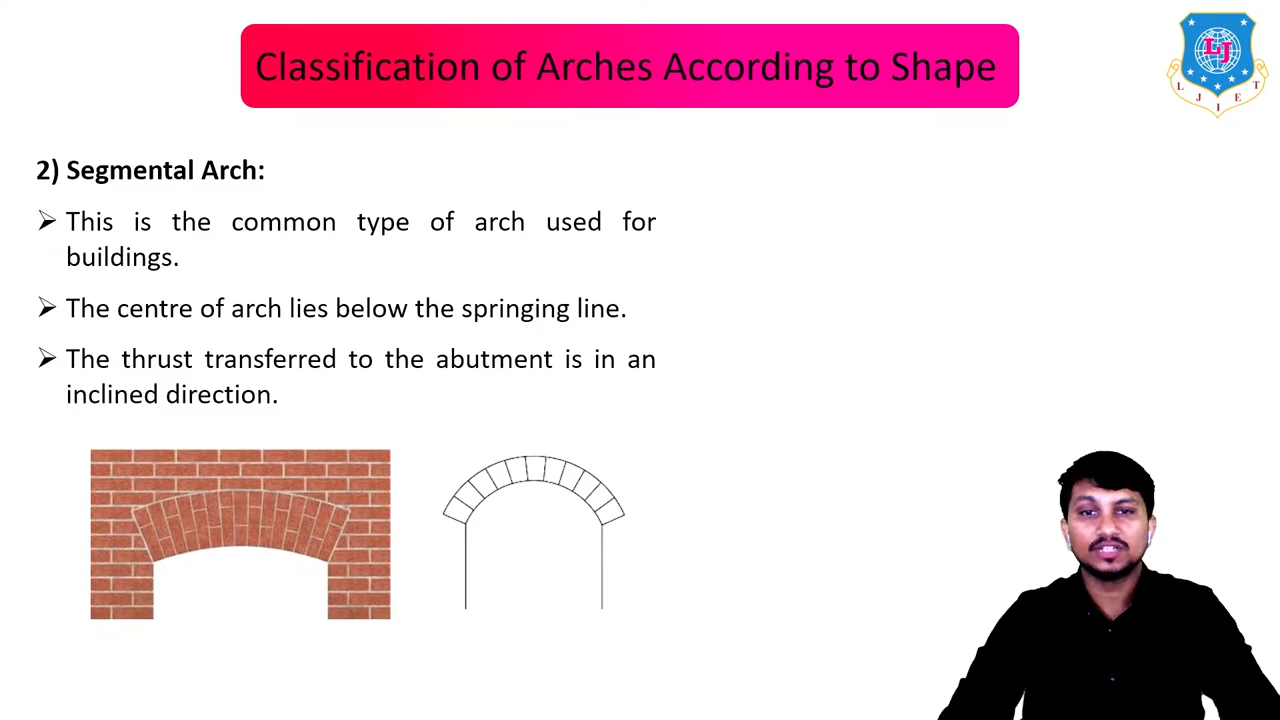 Classification of Arches According to Shape
LJ
L J I E T
2) Segmental Arch:
➢ This is the common type of arch used for
buildings.
➢ The centre of arch lies below the springing line.
➢ The thrust transferred to the abutment is in an
inclined direction.